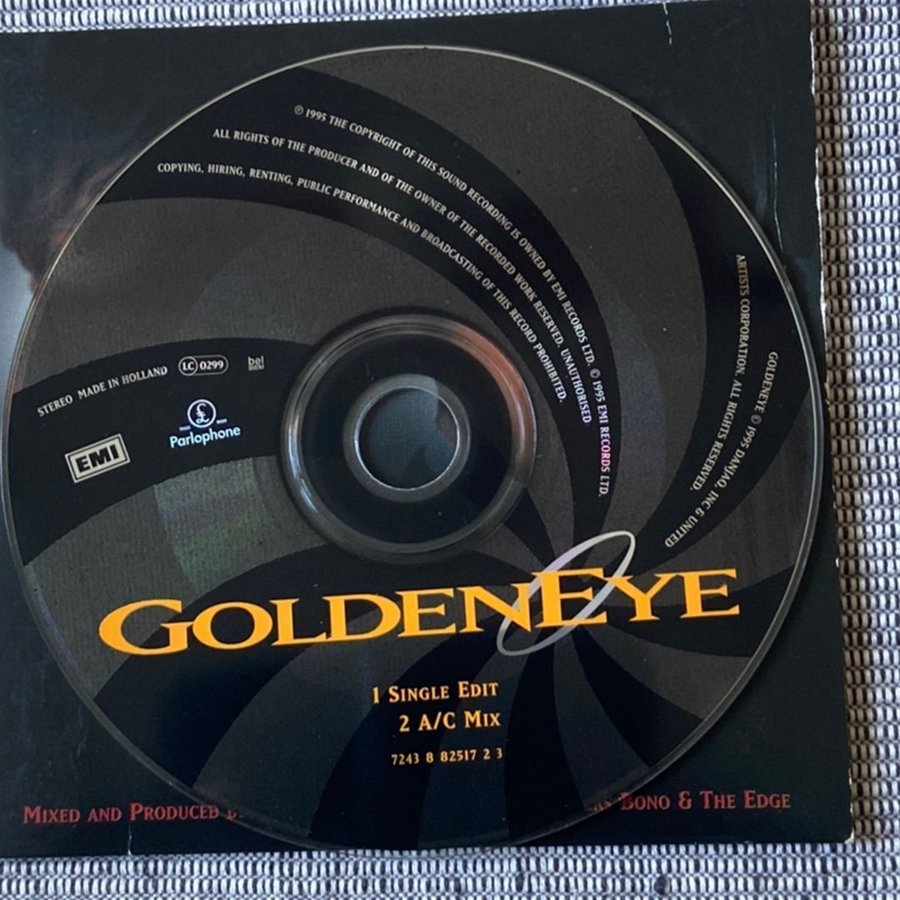 ℗ 1995 THE COPYRIGHT OF THIS SOUND RECORDING IS OWNED BY EMI RECORDS LTD. © 1995 EMI RECORDS LTD.
ALL RIGHTS OF THE PRODUCER AND OF THE OWNER OF THE RECORDED WORK RESERVED. UNAUTHORISED
COPYING, HIRING, RENTING, PUBLIC PERFORMANCE AND BROADCASTING OF THIS RECORD PROHIBITED.
GOLDENEYE © 1995 DANJAQ, INC & UNITED
ARTISTS CORPORATION, ALL RIGHTS RESERVED.
STEREO MADE IN HOLLAND LC 0299
EMI
£
Parlophone
GOLDENEYE
1 SINGLE EDIT
2 A/C MIX
7243 8 82517 2 3
MIXED AND PRODUCED BONO & THE EDGE